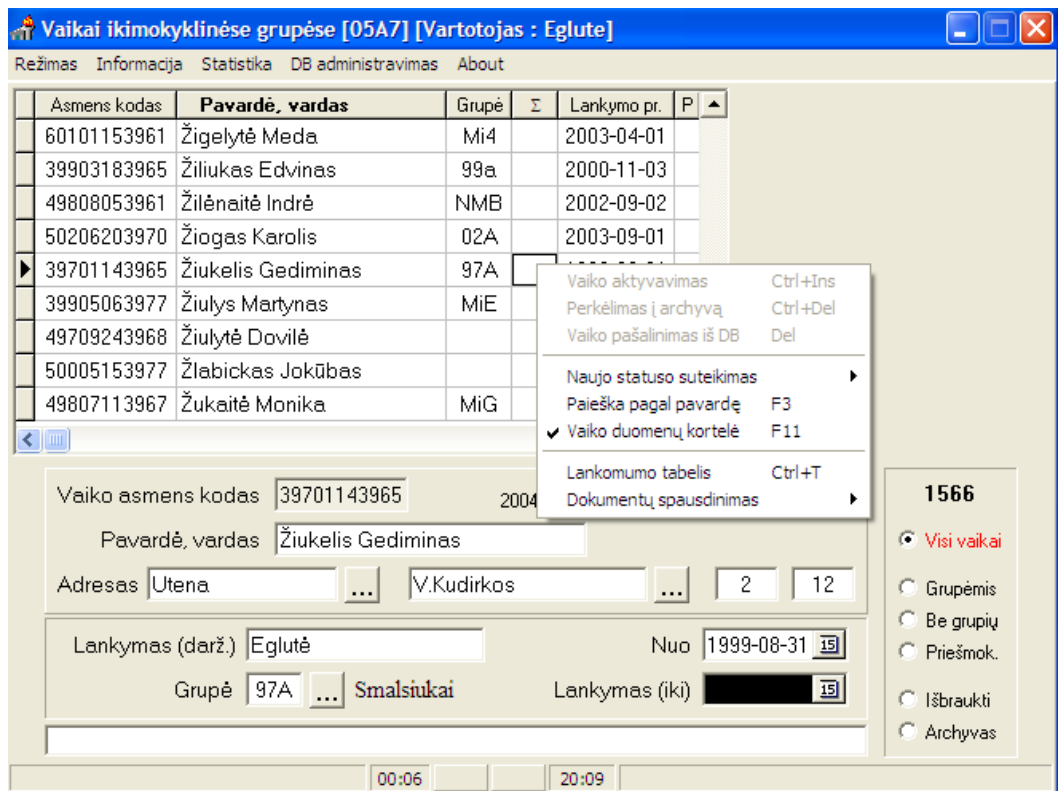 Vaikai ikimokyklinėse grupėse [05A7] [Vartotojas : Eglute]
Režimas Informacija Statistika DB administravimas About
Asmens kodas Pavardė, vardas Grupė Σ Lankymo pr. P
60101153961 Žigelytė Meda Mi4 2003-04-01
39903183965 Žiliukas Edvinas 99a 2000-11-03
49808053961 Žilėnaitė Indrė NMB 2002-09-02
50206203970 Žiogas Karolis 02A 2003-09-01
39701143965 Žiukelis Gediminas 97A
39905063977 Žiulys Martynas MiE
49709243968 Žiulytė Dovilė
50005153977 Žlabickas Jokūbas
49807113967 Žukaitė Monika MiG
Vaiko aktyvavimas Ctrl+Ins
Perkėlimas į archyvą Ctrl+Del
Vaiko pašalinimas iš DB Del
Naujo statuso suteikimas
Paieška pagal pavardę F3
Vaiko duomenų kortelė F11
Lankomumo tabelis Ctrl+T
Dokumentų spausdinimas
Vaiko asmens kodas 39701143965 2004
Pavardė, vardas Žiukelis Gediminas
Adresas Utena ... V.Kudirkos ... 2 12
Lankymas (darž.) Eglutė Nuo 1999-08-31 15
Grupė 97A ... Smalsiukai Lankymas (iki) 15
1566
Visi vaikai
Grupėmis
Be grupių
Priešmok.
Išbraukti
Archyvas
00:06 20:09